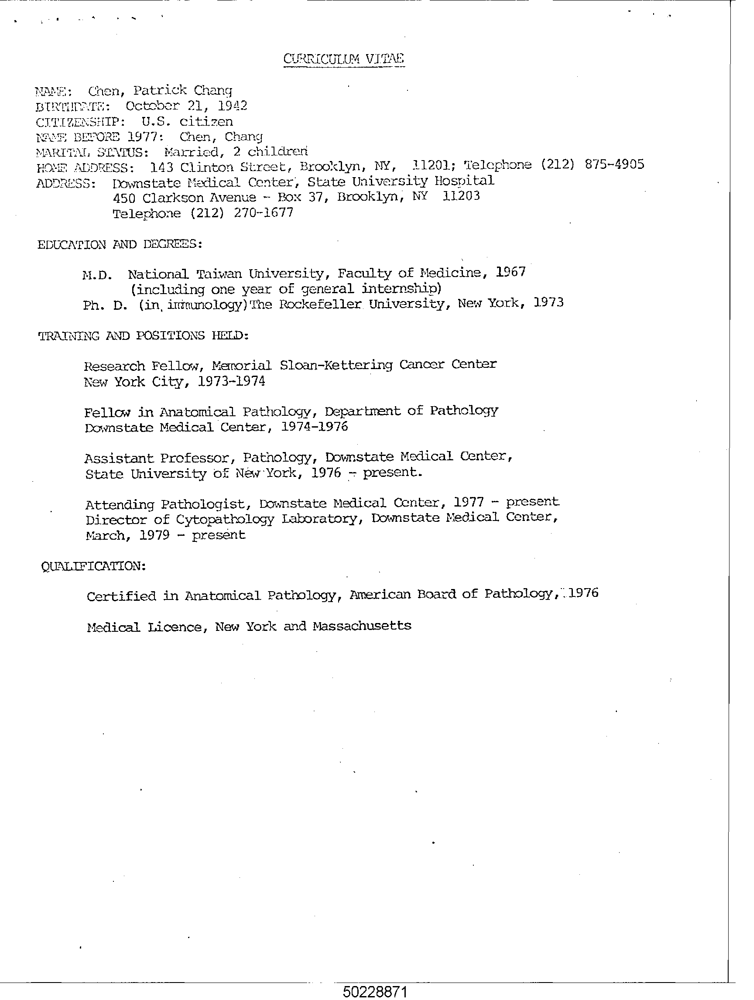 CURRICULUM VITAE
NAME: Chen, Patrick Chang
BIRTHDATE: October 21, 1942
CITIZENSHIP: U.S. citizen
NAME BEFORE 1977: Chen, Chang
MARITAL STATUS: Married, 2 children
HOME ADDRESS: 143 Clinton Street, Brooklyn, NY, 11201; Telephone (212) 875-4905
ADDRESS: Downstate Medical Center, State University Hospital
450 Clarkson Avenue - Box 37, Brooklyn, NY 11203
Telephone (212) 270-1677
EDUCATION AND DEGREES:
M.D. National Taiwan University, Faculty of Medicine, 1967
(including one year of general internship)
Ph. D. (in immunology) The Rockefeller University, New York, 1973
TRAINING AND POSITIONS HELD:
Research Fellow, Memorial Sloan-Kettering Cancer Center
New York City, 1973-1974
Fellow in Anatomical Pathology, Department of Pathology
Downstate Medical Center, 1974-1976
Assistant Professor, Pathology, Downstate Medical Center,
State University of New York, 1976 - present.
Attending Pathologist, Downstate Medical Center, 1977 - present
Director of Cytopathology Laboratory, Downstate Medical Center,
March, 1979 - present
QUALIFICATION:
Certified in Anatomical Pathology, American Board of Pathology, 1976
Medical Licence, New York and Massachusetts
50228871